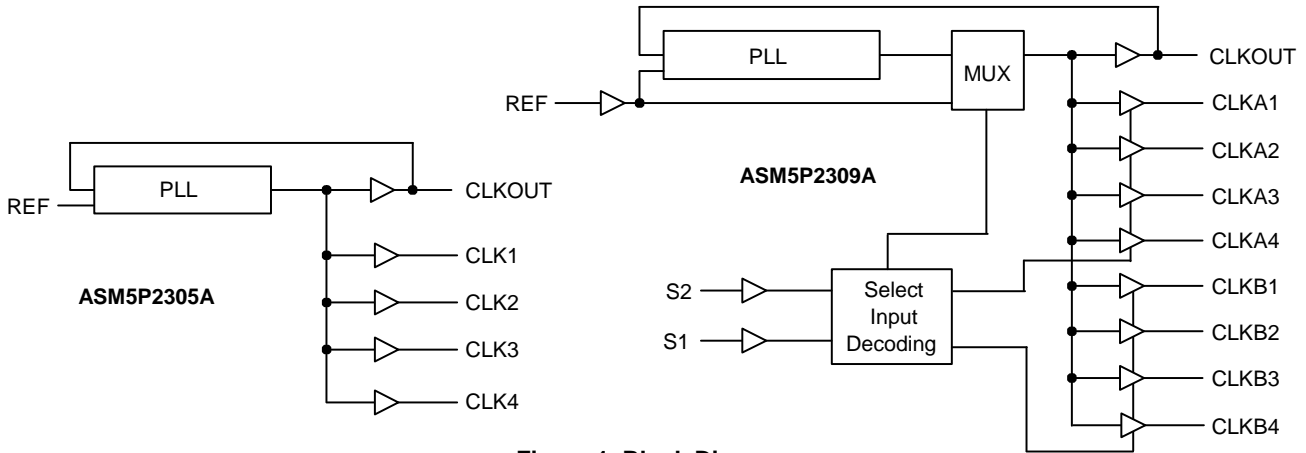 PLL
REF
CLKOUT
CLK1
CLK2
CLK3
CLK4
ASM5P2305A
PLL
MUX
REF
CLKOUT
CLKA1
CLKA2
CLKA3
CLKA4
ASM5P2309A
S2
S1
Select
Input
Decoding
CLKB1
CLKB2
CLKB3
CLKB4